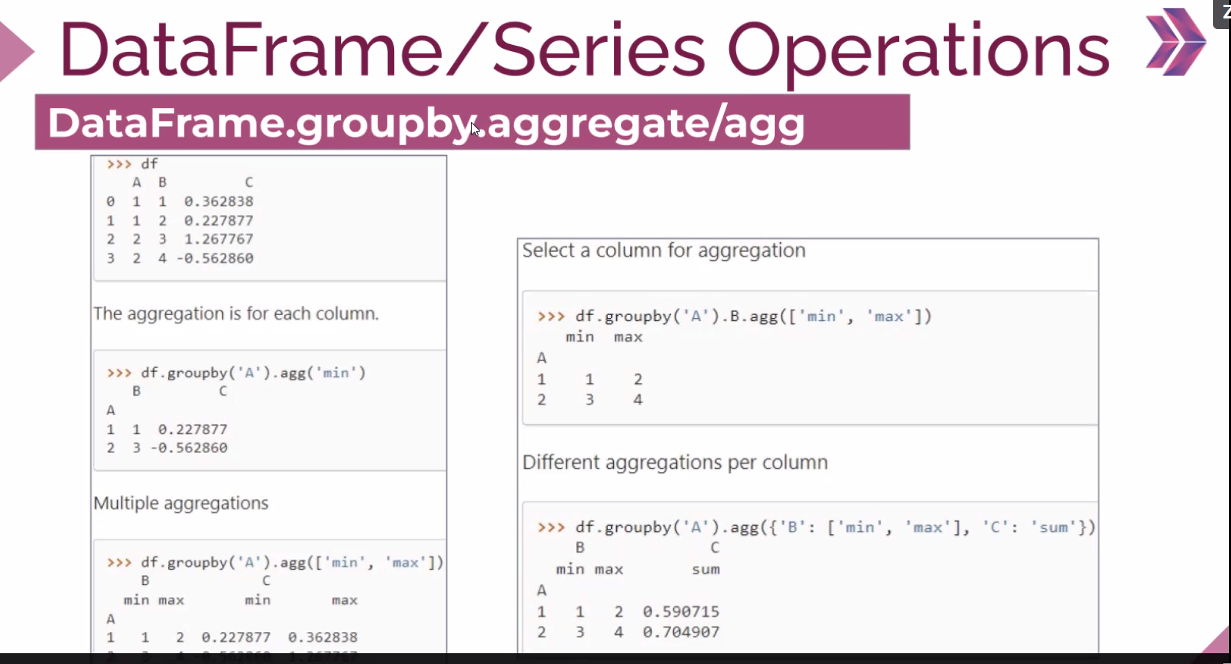 DataFrame/Series Operations
DataFrame.groupby.aggregate/agg
>>> df
A B C
0 1 1 0.362838
1 1 2 0.227877
2 2 3 1.267767
3 2 4 -0.562860
The aggregation is for each column.
>>> df.groupby('A').agg('min')
B C
A
1 1 0.227877
2 3 -0.562860
Multiple aggregations
>>> df.groupby('A').agg(['min', 'max'])
B C
min max min max
A
1 1 2 0.227877 0.362838
Select a column for aggregation
>>> df.groupby('A').B.agg(['min', 'max'])
min max
A
1 1 2
2 3 4
Different aggregations per column
>>> df.groupby('A').agg({'B': ['min', 'max'], 'C': 'sum'})
B C
min max sum
A
1 1 2 0.590715
2 3 4 0.704907